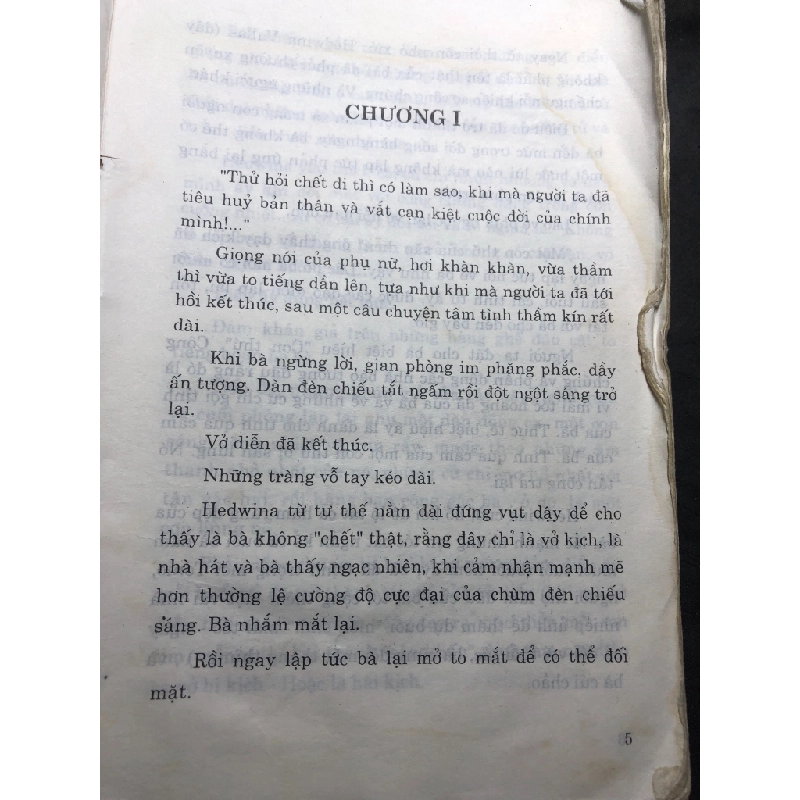 CHƯƠNG I
"Thử hỏi chết đi thì có làm sao, khi mà người ta đã
tiêu huỷ bản thân và vắt cạn kiệt cuộc đời của chính
mình!..."
Giọng nói của phụ nữ, hơi khàn khàn, vừa thầm
thì vừa to tiếng dần lên, tựa như khi mà người ta đã tới
hồi kết thúc, sau một câu chuyện tâm tình thầm kín rất
dài.
Khi bà ngừng lời, gian phòng im phăng phắc, đầy
ấn tượng. Dàn đèn chiếu tắt ngấm rồi đột ngột sáng trở
lại.
Vở diễn đã kết thúc.
Những tràng vỗ tay kéo dài.
Hedwina từ tư thế nằm dài đứng vụt dậy để cho
thấy là bà không "chết" thật, rằng đây chỉ là vở kịch, là
nhà hát và bà thấy ngạc nhiên, khi cảm nhận mạnh mẽ
hơn thường lệ cường độ cực đại của chùm đèn chiếu
sáng. Bà nhắm mắt lại.
Rồi ngay lập tức bà lại mở to mắt để có thể đối
mặt.
5